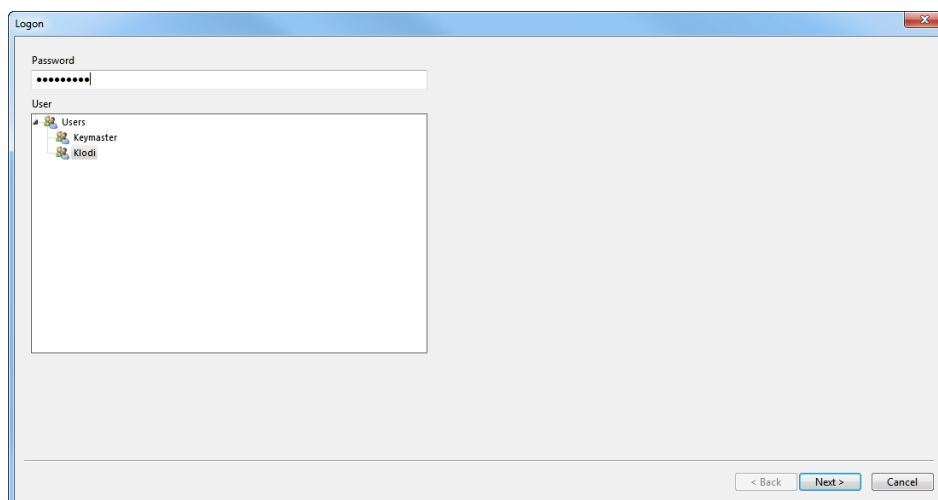 Logon
Password
•••••••••
User
Users
Keymaster
Klodi
< Back Next > Cancel